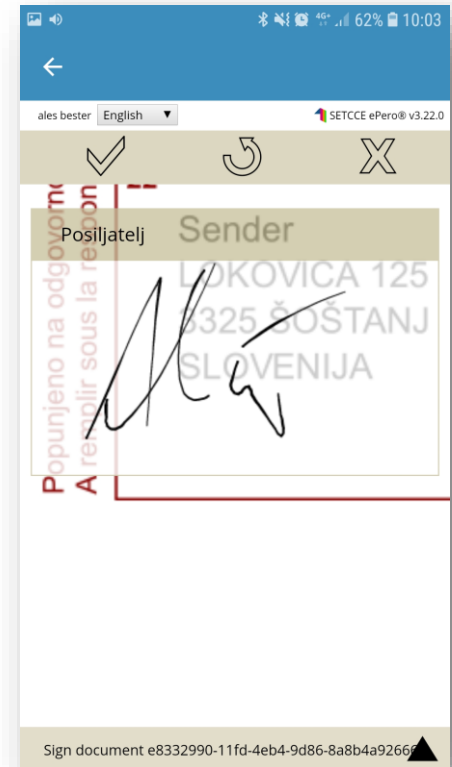 4G+ 62% 10:03
ales bester English SETCCE ePero® v3.22.0
Posiljatelj Sender
LOKOVICA 125
3325 ŠOŠTANJ
SLOVENIJA
Popunjeno na odgovorno
A remplir sous la respon
Sign document e8332990-11fd-4eb4-9d86-8a8b4a9266